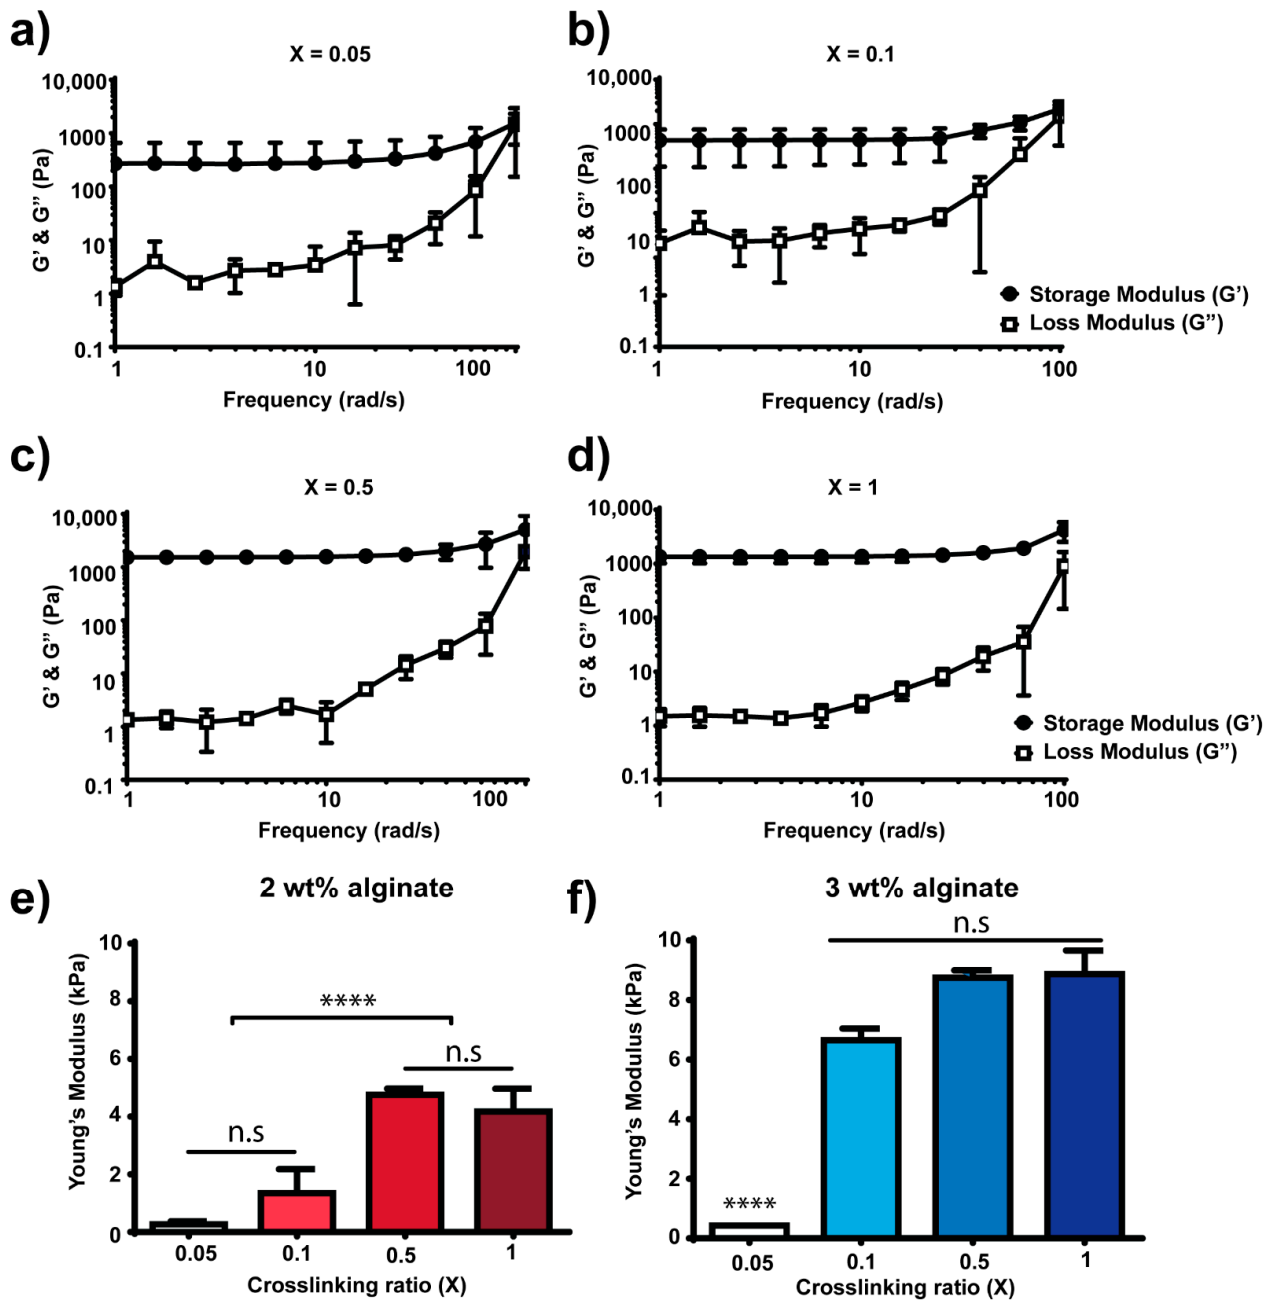 a)
X = 0.05
10,000
1000
100
10
1
0.1
G’ & G” (Pa)
1
10
100
Frequency (rad/s)
b)
X = 0.1
10,000
1000
100
10
1
0.1
G’ & G” (Pa)
1
10
100
Frequency (rad/s)
Storage Modulus (G’)
Loss Modulus (G”)
c)
X = 0.5
10,000
1000
100
10
1
0.1
G’ & G” (Pa)
1
10
100
Frequency (rad/s)
d)
X = 1
10,000
1000
100
10
1
0.1
G’ & G” (Pa)
1
10
100
Frequency (rad/s)
Storage Modulus (G’)
Loss Modulus (G”)
e)
2 wt% alginate
10
8
6
4
2
0
Young’s Modulus (kPa)
****
n.s
n.s
0.05
0.1
0.5
1
Crosslinking ratio (X)
f)
3 wt% alginate
10
8
6
4
2
0
Young’s Modulus (kPa)
n.s
****
0.05
0.1
0.5
1
Crosslinking ratio (X)